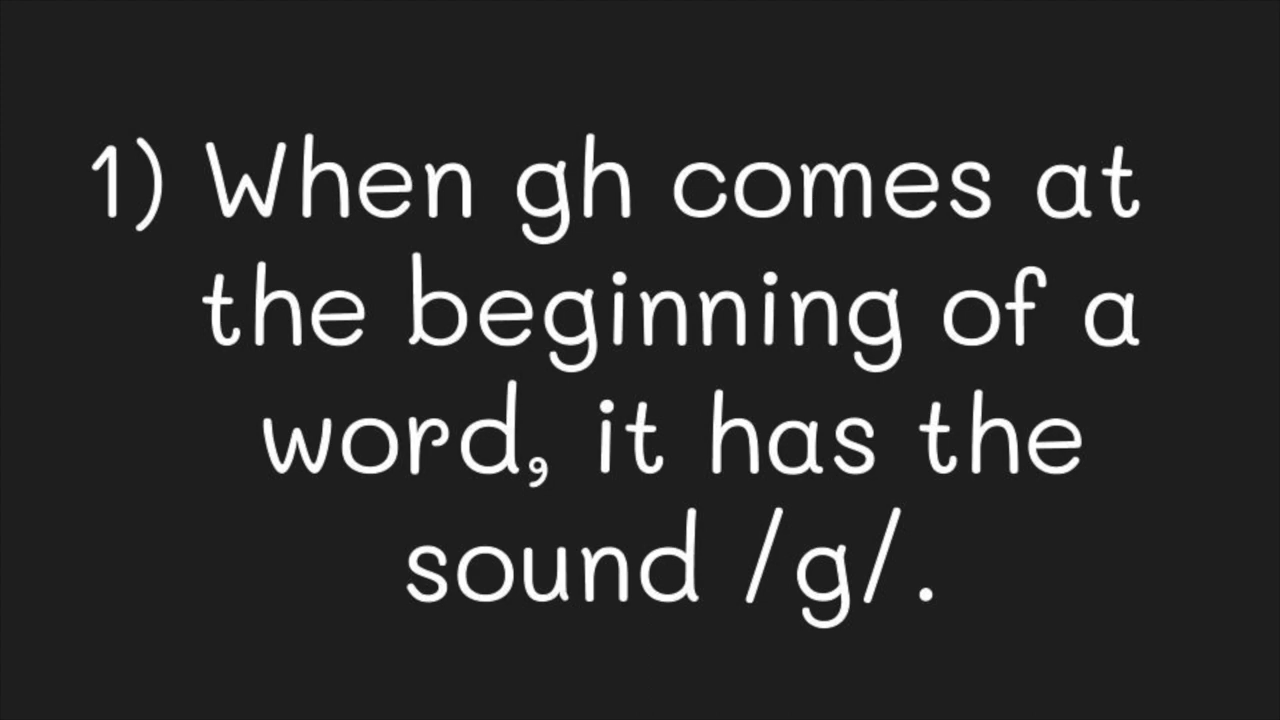 1) When gh comes at
the beginning of a
word, it has the
sound /g/.